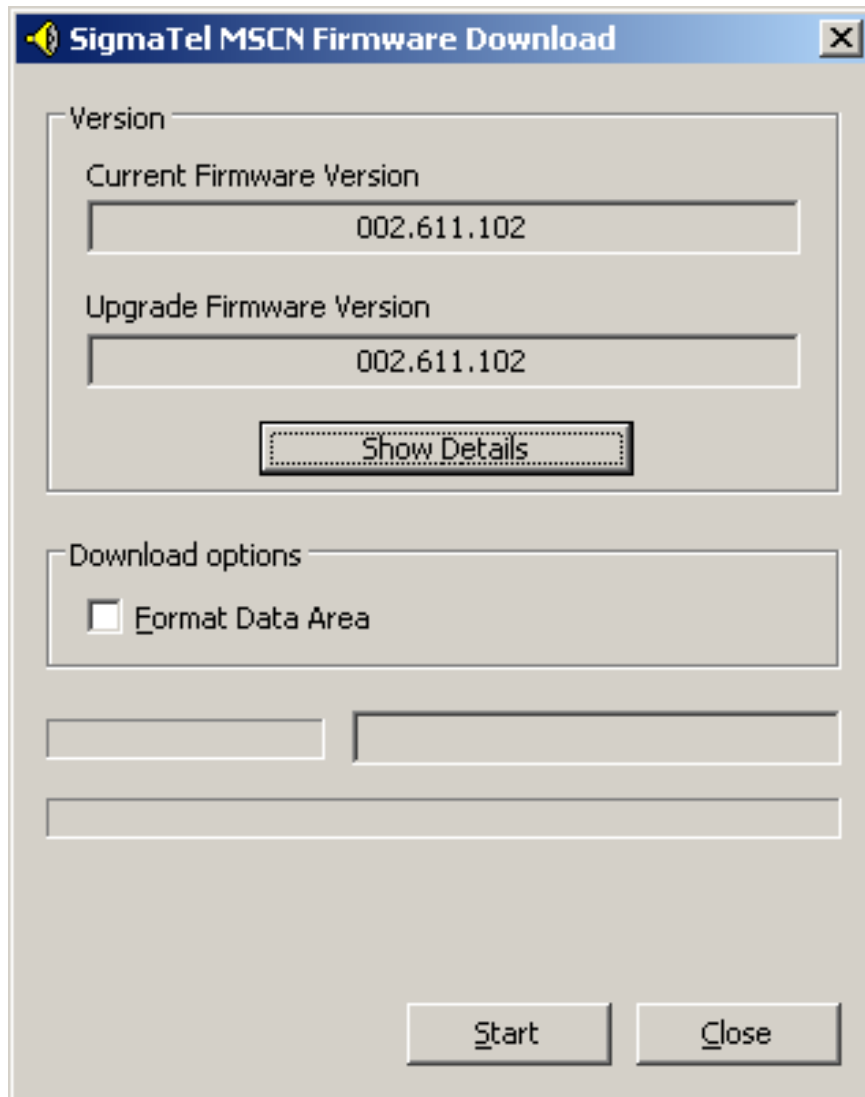 SigmaTel MSCN Firmware Download
Version
Current Firmware Version
002.611.102
Upgrade Firmware Version
002.611.102
Show Details
Download options
Format Data Area
Start
Close